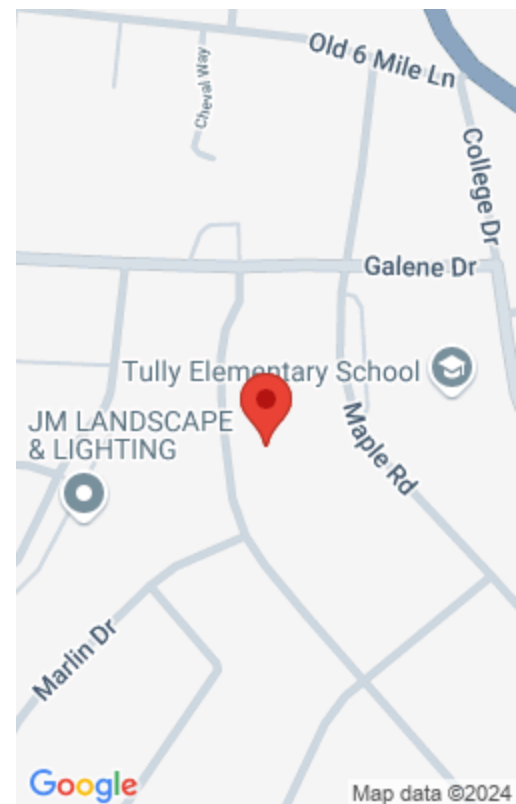 Old 6 Mile Ln
Cheval Way
College Dr
Galene Dr
Tully Elementary School
JM LANDSCAPE
& LIGHTING
Maple Rd
Marlin Dr
Google
Map data ©2024